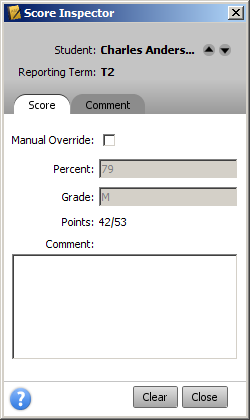 Score Inspector
Student: Charles Anders...
Reporting Term: T2
Score Comment
Manual Override:
Percent: 79
Grade: M
Points: 42/53
Comment:
? Clear Close